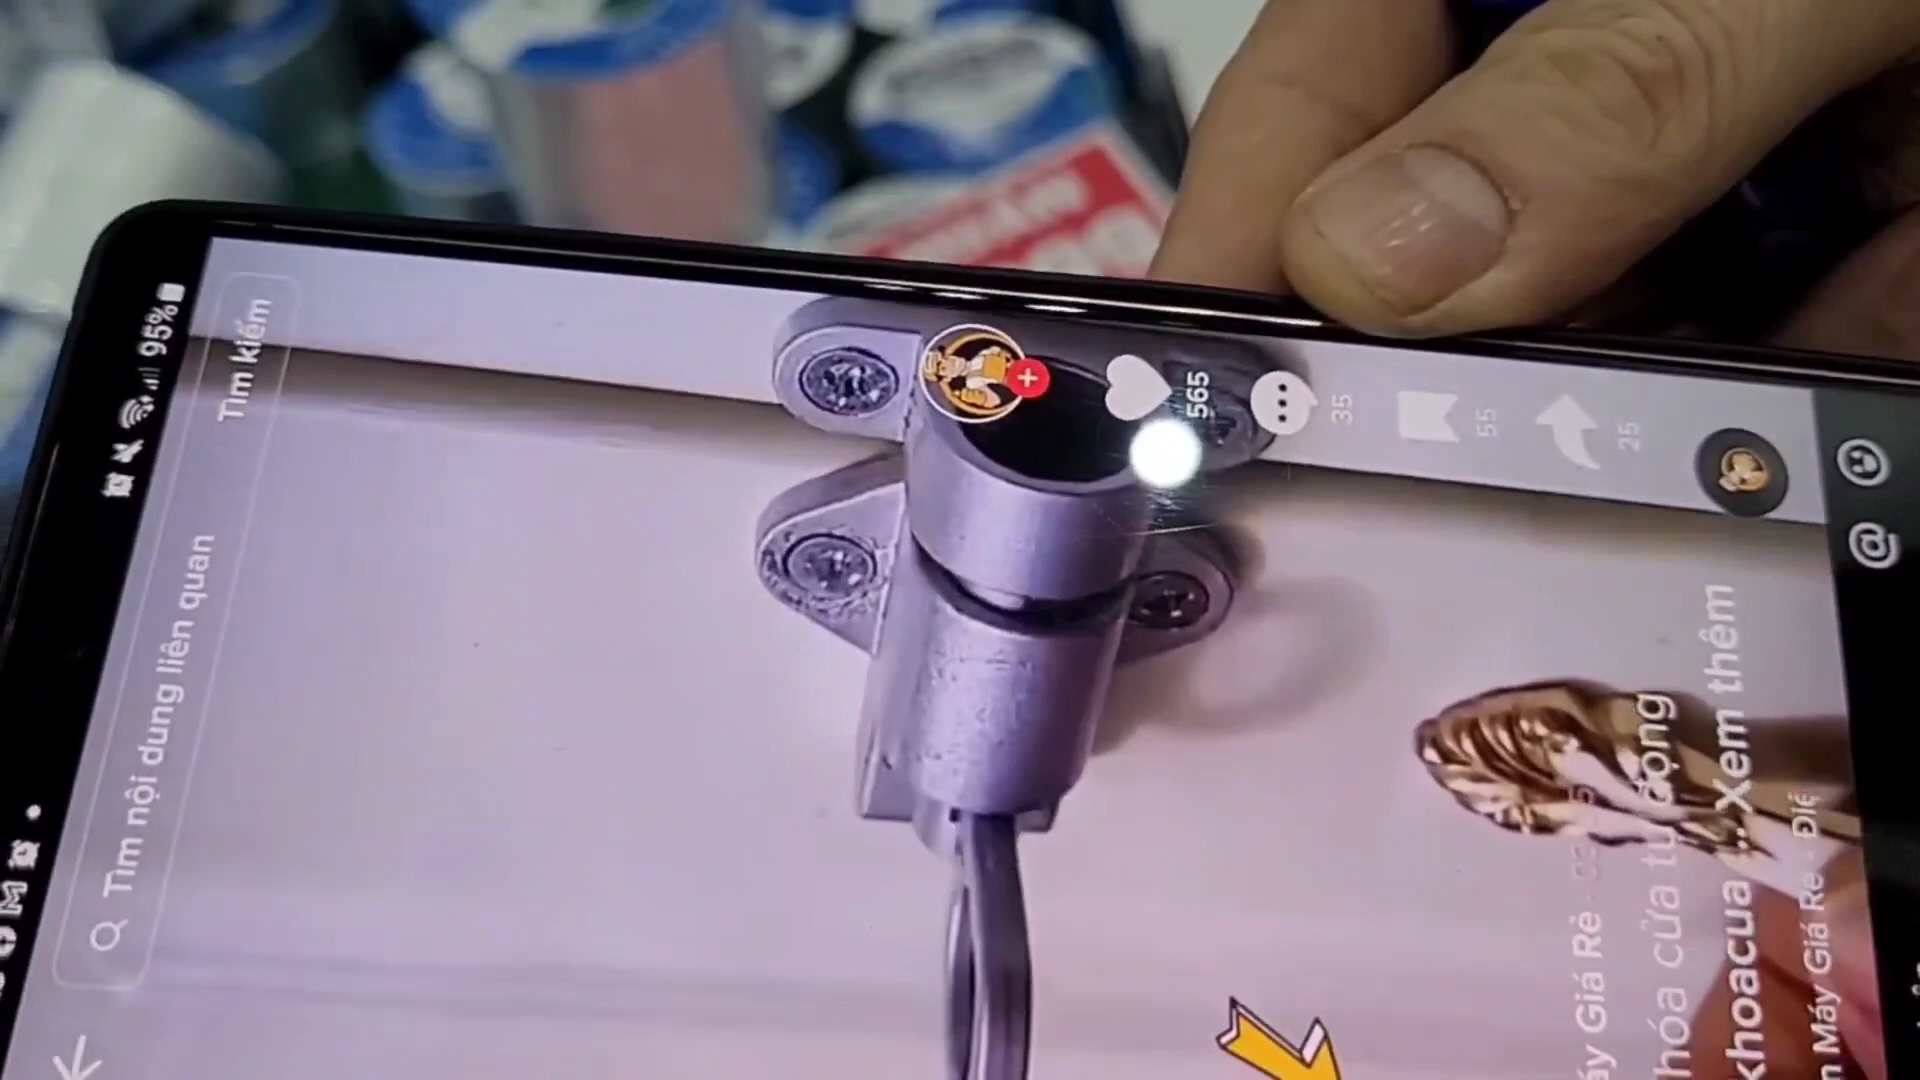 95%
Tìm nội dung liên quan
Tìm kiếm
565
35
55
25
Máy Giá Rẻ
khóa cửa tự động
khoacua ...Xem thêm
Máy Giá Rẻ - Điệ